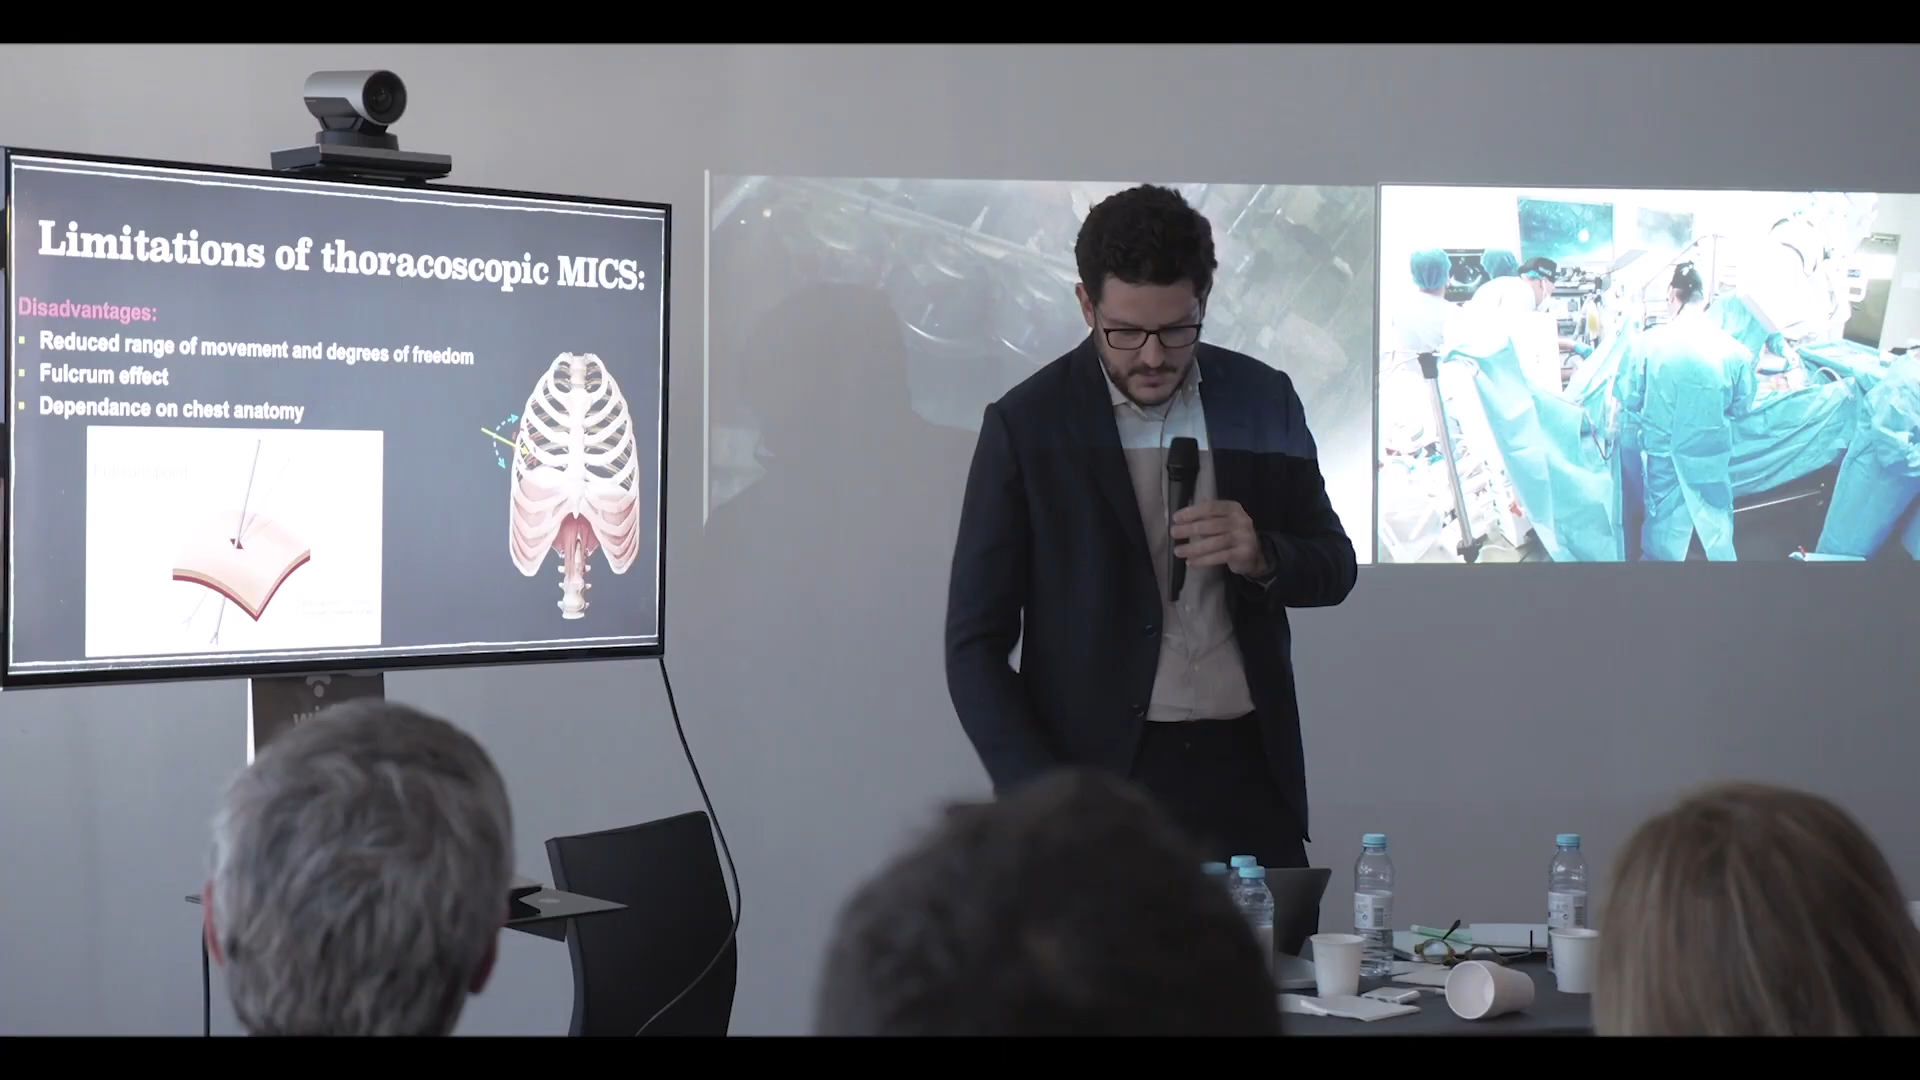 Limitations of thoracoscopic MICS:
Disadvantages:
Reduced range of movement and degrees of freedom
Fulcrum effect
Dependance on chest anatomy